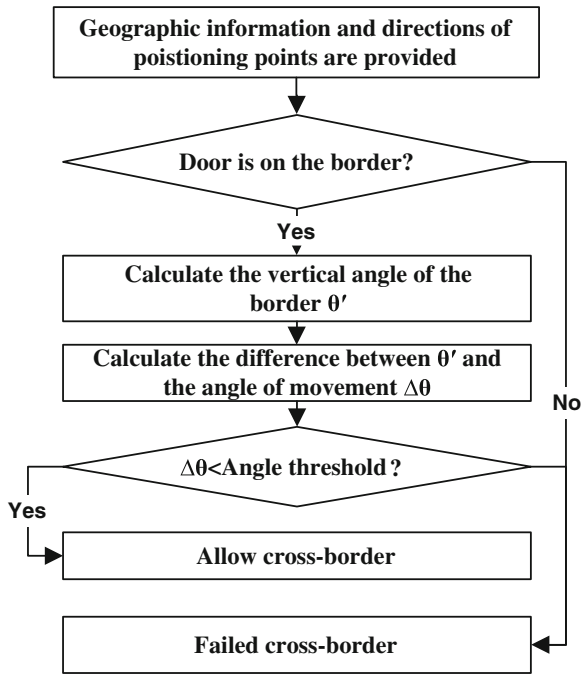 Geographic information and directions of
poistioning points are provided
Door is on the border?
Yes
Calculate the vertical angle of the
border θ′
Calculate the difference between θ′ and
the angle of movement Δθ
No
Δθ<Angle threshold?
Yes
Allow cross-border
Failed cross-border